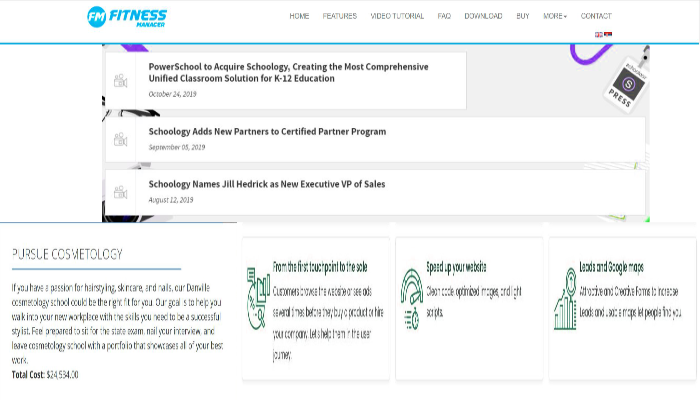 FM FITNESS
MANAGER
HOME FEATURES VIDEO TUTORIAL FAQ DOWNLOAD BUY MORE CONTACT
PowerSchool to Acquire Schoology, Creating the Most Comprehensive
Unified Classroom Solution for K-12 Education
October 24, 2019
schoology
S
PRESS
Schoology Adds New Partners to Certified Partner Program
September 05, 2019
Schoology Names Jill Hedrick as New Executive VP of Sales
August 12, 2019
PURSUE COSMETOLOGY
If you have a passion for hairstyling, skincare, and nails, our Danville
cosmetology school could be the right fit for you. Our goal is to help you
walk into your new workplace with the skills you need to be a successful
stylist. Feel prepared to sit for the state exam, nail your interview, and
leave cosmetology school with a portfolio that showcases all of your best
work.
Total Cost: $24,534.00
From the first touchpoint to the sale
Customers browse the website or see ads
several times before they buy a product or hire
your company. Let's help them in the user
journey.
Speed up your website
Clean code, optimized images, and light
scripts.
Leads and Google maps
Attractive and Creative Forms to increase
Leads and usable maps let people find you.